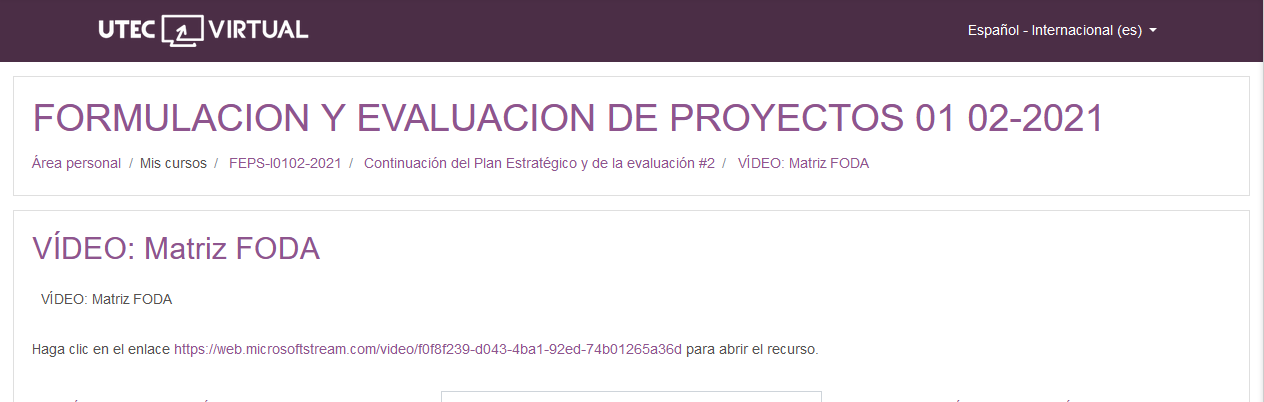 UTEC VIRTUAL
Español - Internacional (es)
FORMULACION Y EVALUACION DE PROYECTOS 01 02-2021
Área personal / Mis cursos / FEPS-I0102-2021 / Continuación del Plan Estratégico y de la evaluación #2 / VÍDEO: Matriz FODA
VÍDEO: Matriz FODA
VÍDEO: Matriz FODA
Haga clic en el enlace https://web.microsoftstream.com/video/f0f8f239-d043-4ba1-92ed-74b01265a36d para abrir el recurso.